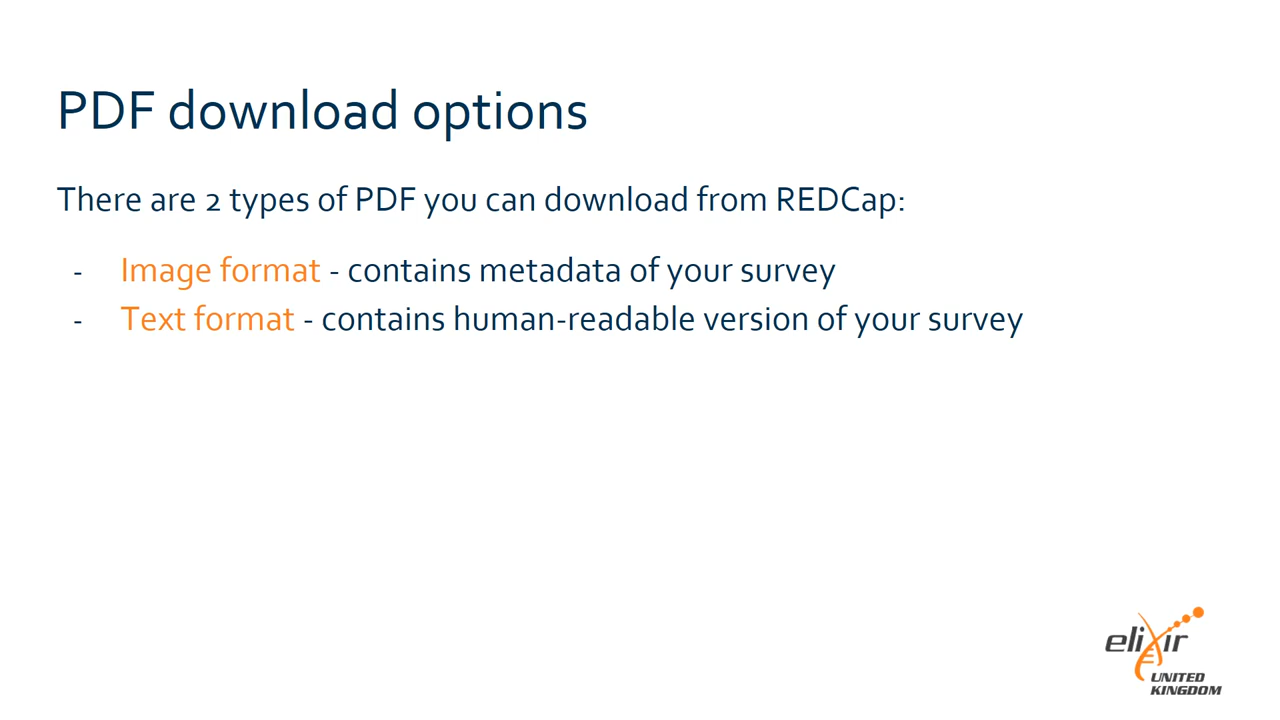 PDF download options
There are 2 types of PDF you can download from REDCap:
- Image format - contains metadata of your survey
- Text format - contains human-readable version of your survey
elixir
UNITED
KINGDOM